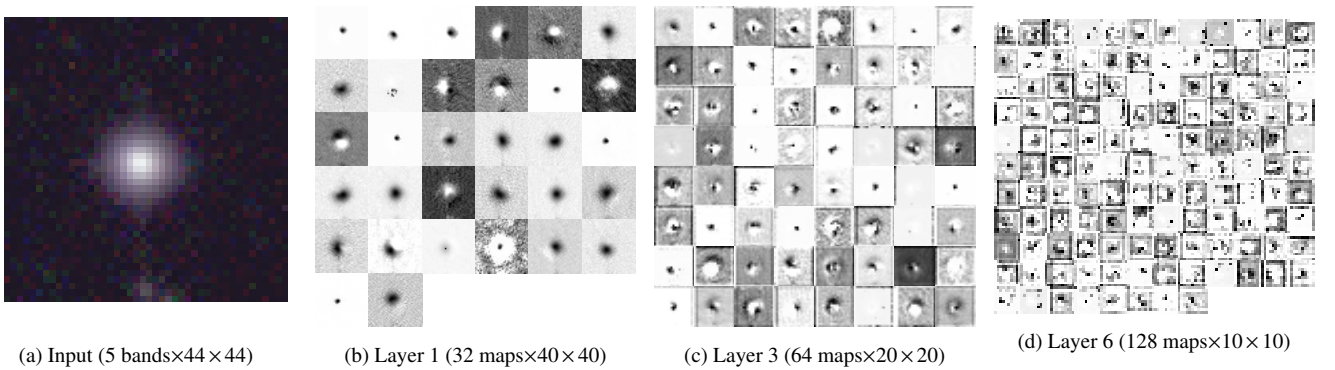 (a) Input (5 bands×44×44)
(b) Layer 1 (32 maps×40×40)
(c) Layer 3 (64 maps×20×20)
(d) Layer 6 (128 maps×10×10)